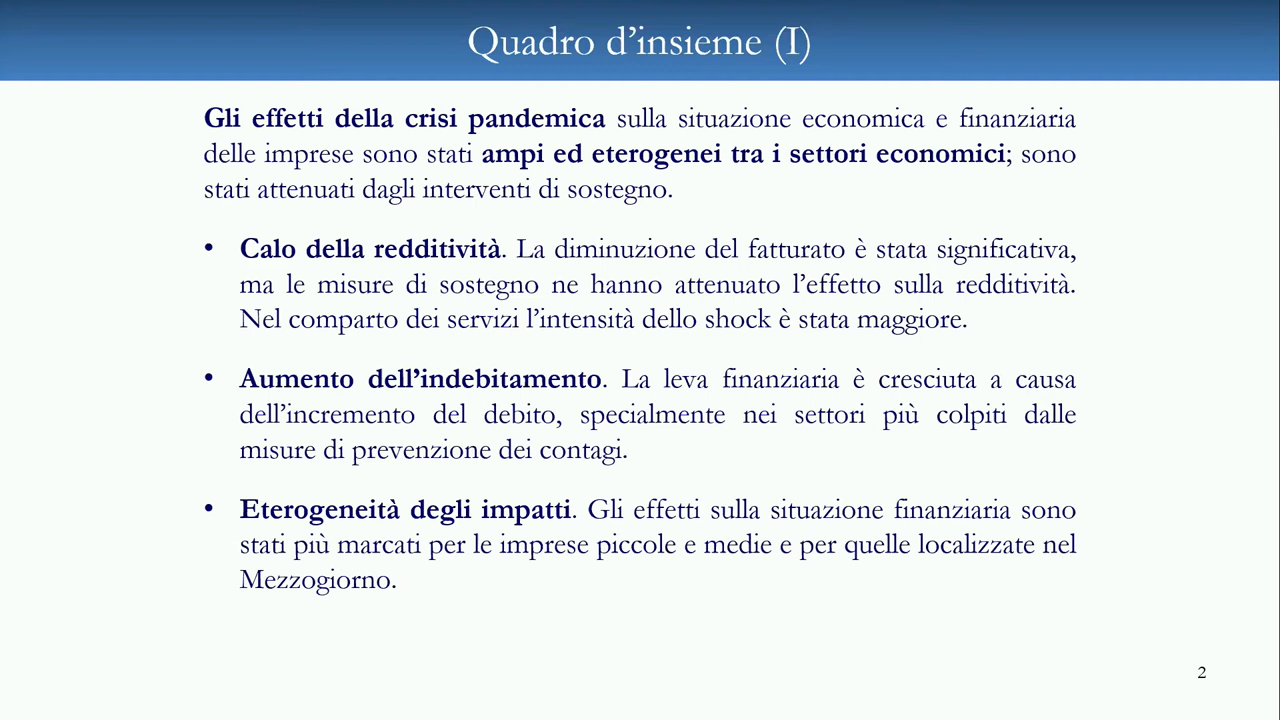 Quadro d’insieme (I)
Gli effetti della crisi pandemica sulla situazione economica e finanziaria
delle imprese sono stati ampi ed eterogenei tra i settori economici; sono
stati attenuati dagli interventi di sostegno.
• Calo della redditività. La diminuzione del fatturato è stata significativa,
ma le misure di sostegno ne hanno attenuato l’effetto sulla redditività.
Nel comparto dei servizi l’intensità dello shock è stata maggiore.
• Aumento dell’indebitamento. La leva finanziaria è cresciuta a causa
dell’incremento del debito, specialmente nei settori più colpiti dalle
misure di prevenzione dei contagi.
• Eterogeneità degli impatti. Gli effetti sulla situazione finanziaria sono
stati più marcati per le imprese piccole e medie e per quelle localizzate nel
Mezzogiorno.
2